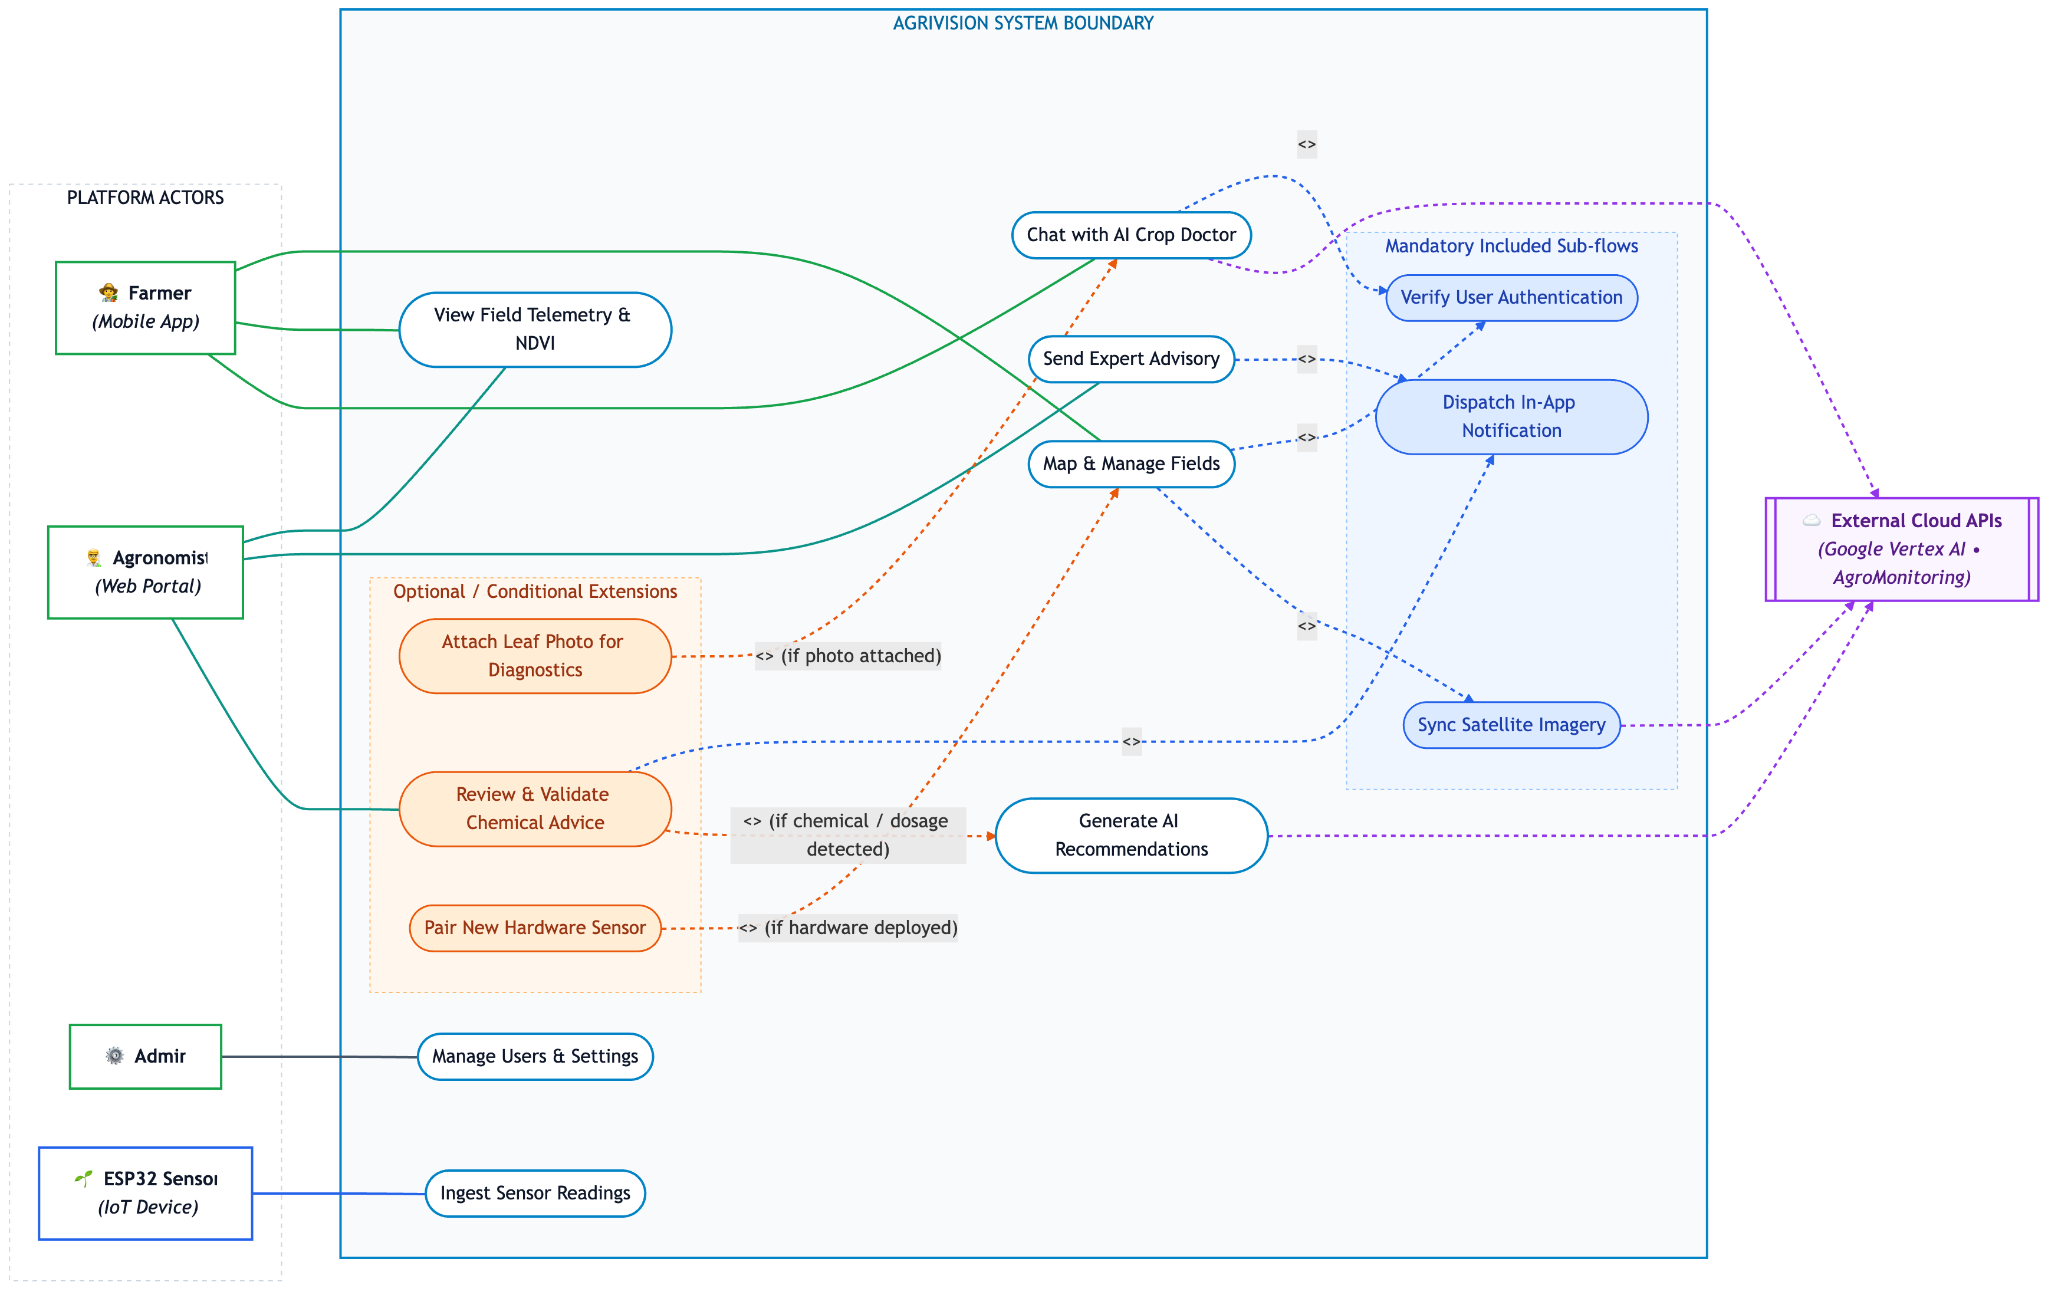 AGRIVISION SYSTEM BOUNDARY
PLATFORM ACTORS
Farmer
(Mobile App)
Agronomist
(Web Portal)
Admir
ESP32 Sensor
(IoT Device)
View Field Telemetry &
NDVI
Optional / Conditional Extensions
Attach Leaf Photo for
Diagnostics
Review & Validate
Chemical Advice
Pair New Hardware Sensor
Manage Users & Settings
Ingest Sensor Readings
<> (if photo attached)
<> (if chemical / dosage
detected)
<> (if hardware deployed)
Chat with AI Crop Doctor
Send Expert Advisory
Map & Manage Fields
Generate AI
Recommendations
<>
<>
<>
<>
<>
Mandatory Included Sub-flows
Verify User Authentication
Dispatch In-App
Notification
Sync Satellite Imagery
External Cloud APIs
(Google Vertex AI •
AgroMonitoring)